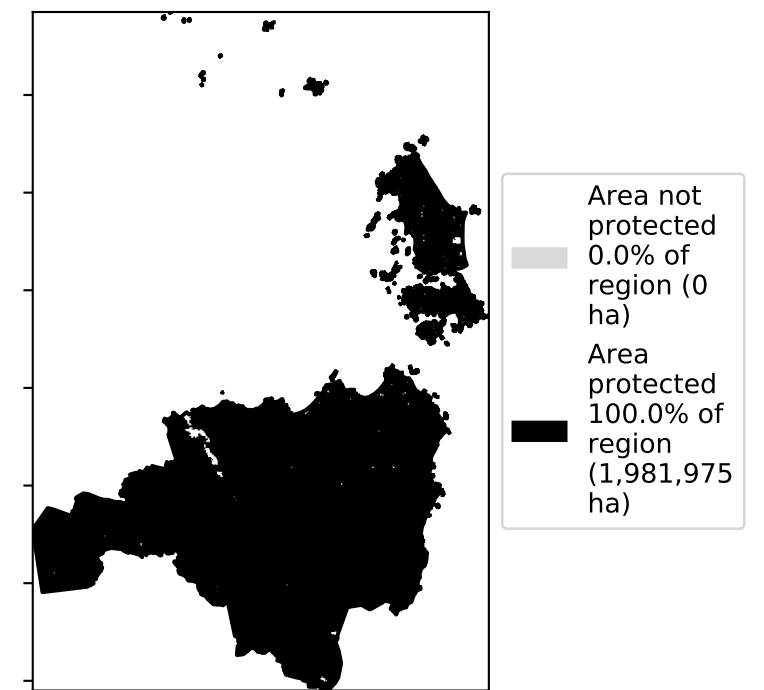 Area not
protected
0.0% of
region (0
ha)
Area
protected
100.0% of
region
(1,981,975
ha)